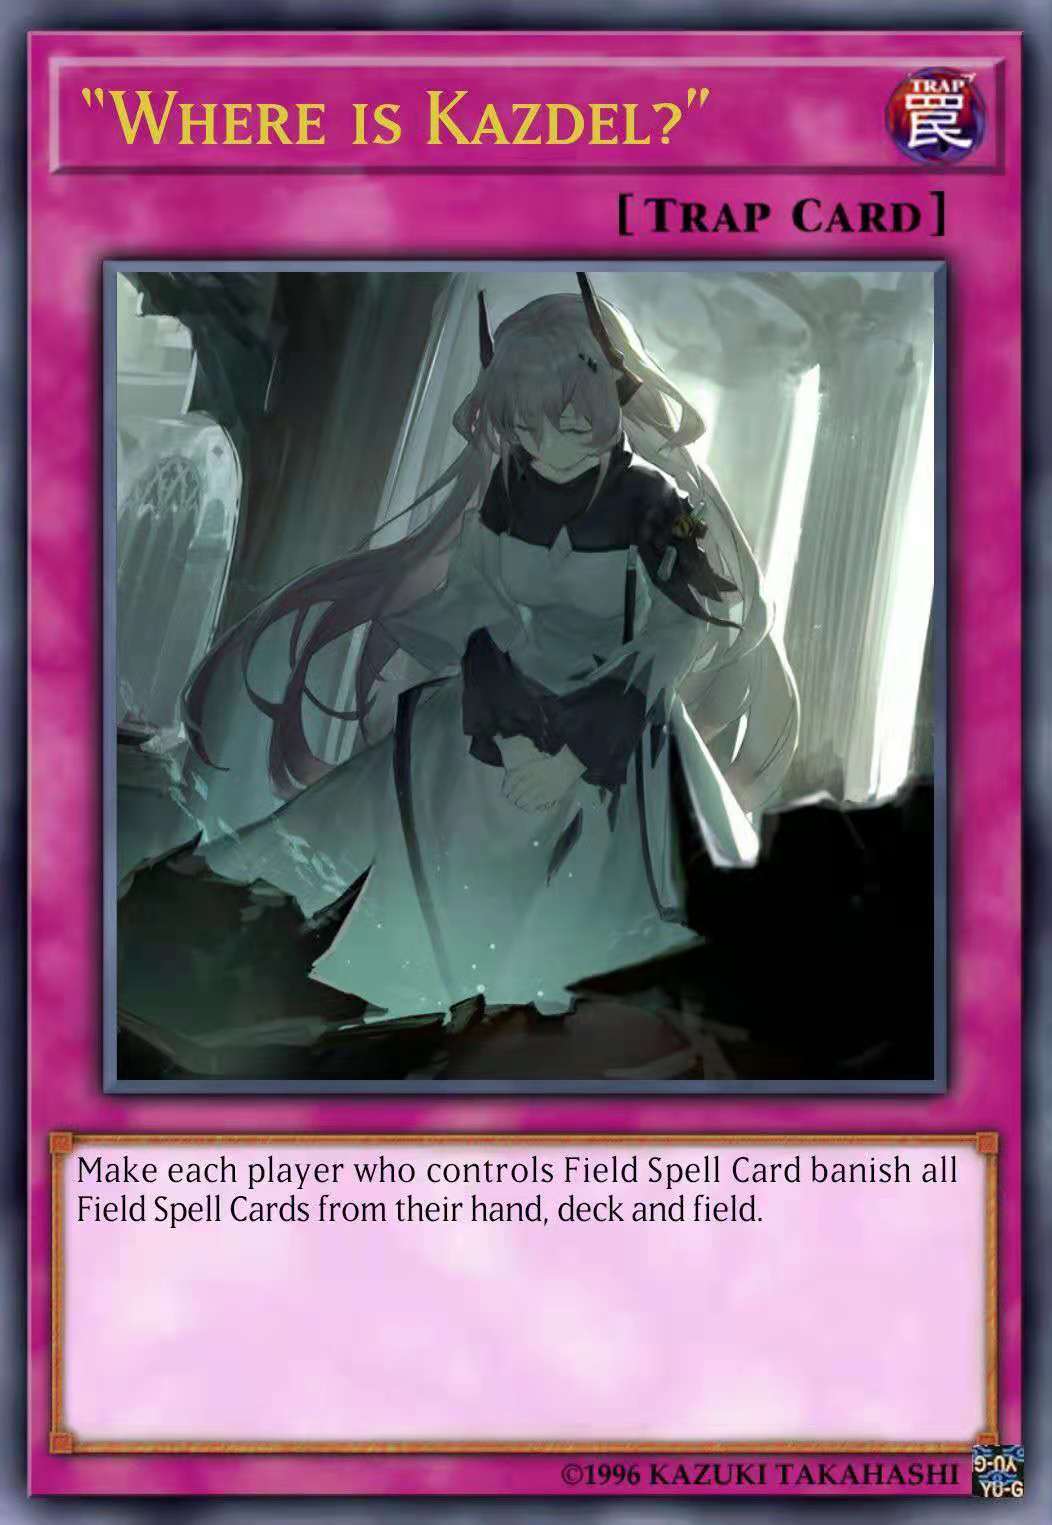 "Where is Kazdel?"
TRAP
罠
[Trap Card]
Make each player who controls Field Spell Card banish all
Field Spell Cards from their hand, deck and field.
©1996 KAZUKI TAKAHASHI
YU-G
YU-G